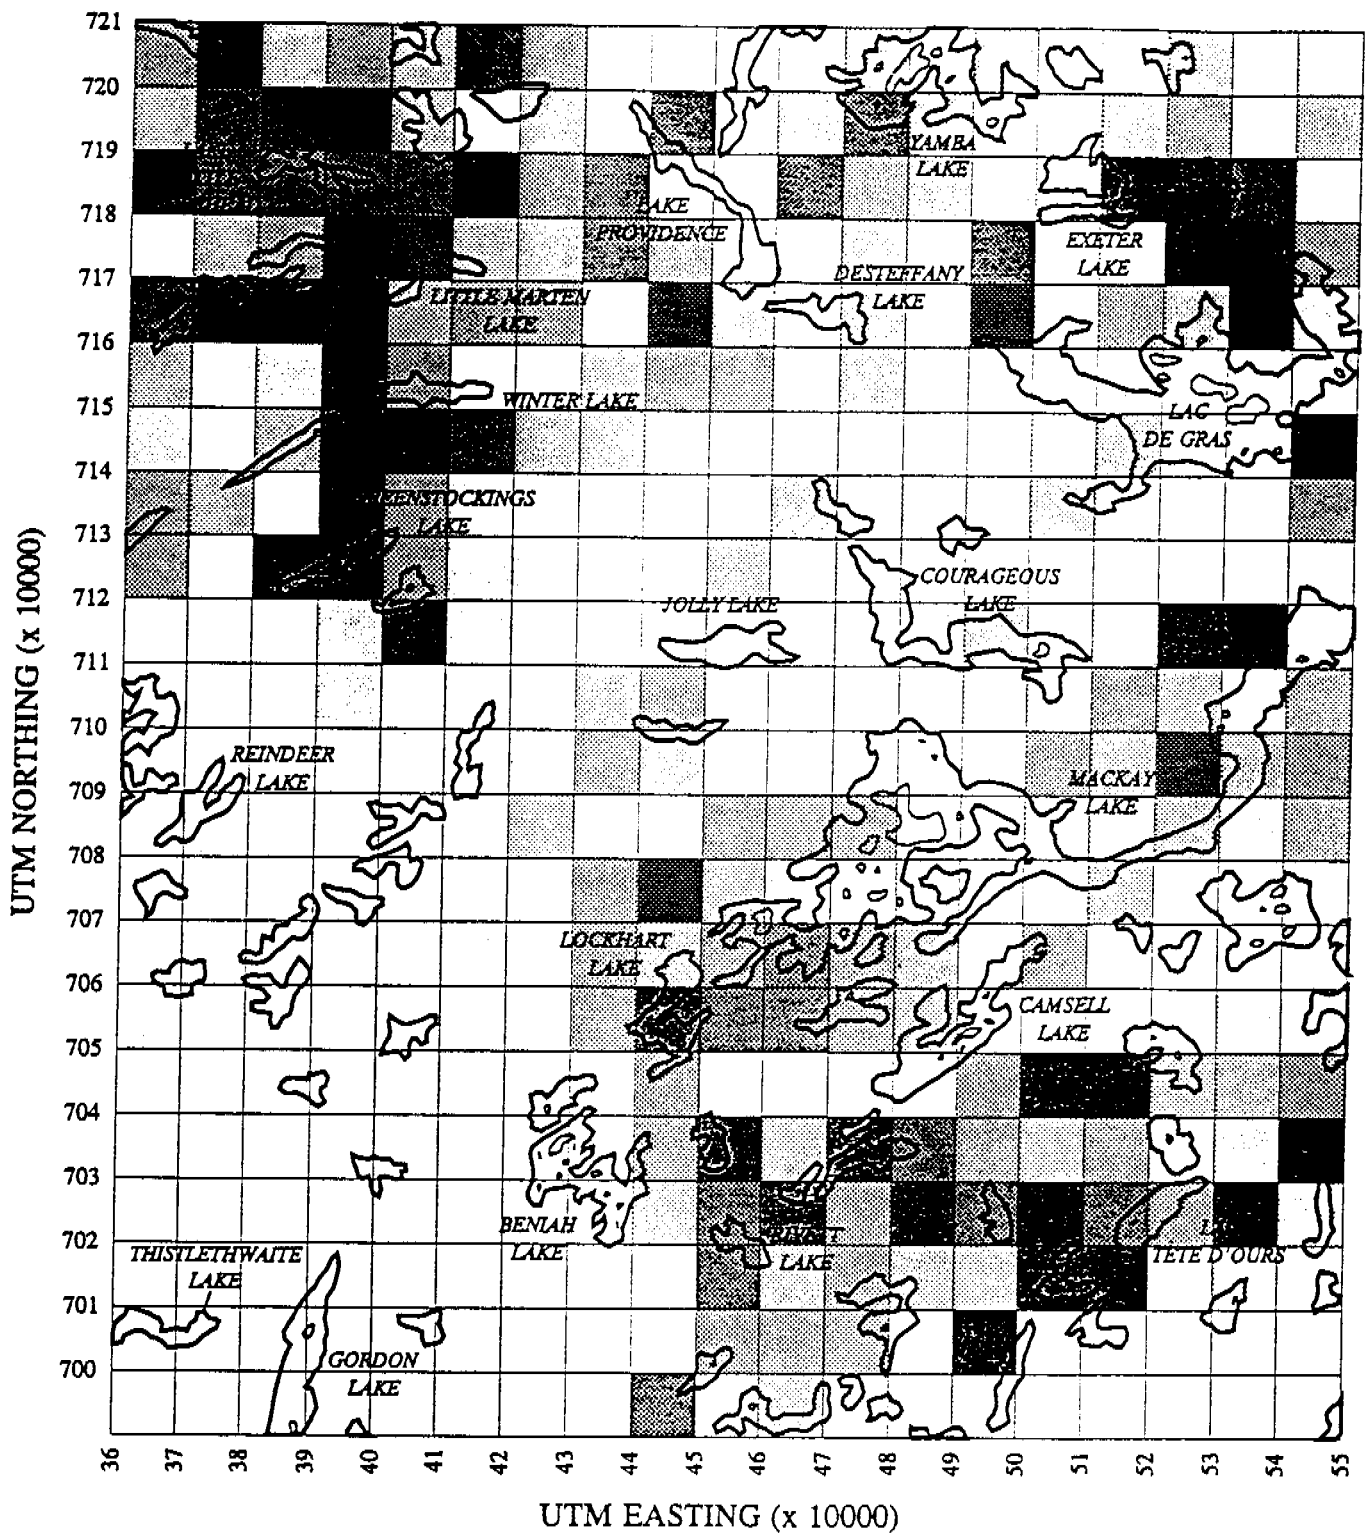 721
720
719
718
717
716
715
714
713
712
711
710
709
708
707
706
705
704
703
702
701
700
UTM NORTHING (x 10000)
YAMBA
LAKE
LAKE
PROVIDENCE
EXETER
LAKE
DESTEFFANY
LAKE
LITTLE MARTEN
LAKE
WINTER LAKE
LAC
DE GRAS
LAKE
COURAGEOUS
LAKE
JOLLY LAKE
REINDEER
LAKE
MACKAY
LAKE
LOCKHART
LAKE
CAMSELL
LAKE
BENIAH
LAKE
LAKE
TÊTE D'OURS
THISTLETHWAITE
LAKE
GORDON
LAKE
36 37 38 39 40 41 42 43 44 45 46 47 48 49 50 51 52 53 54 55
UTM EASTING (x 10000)